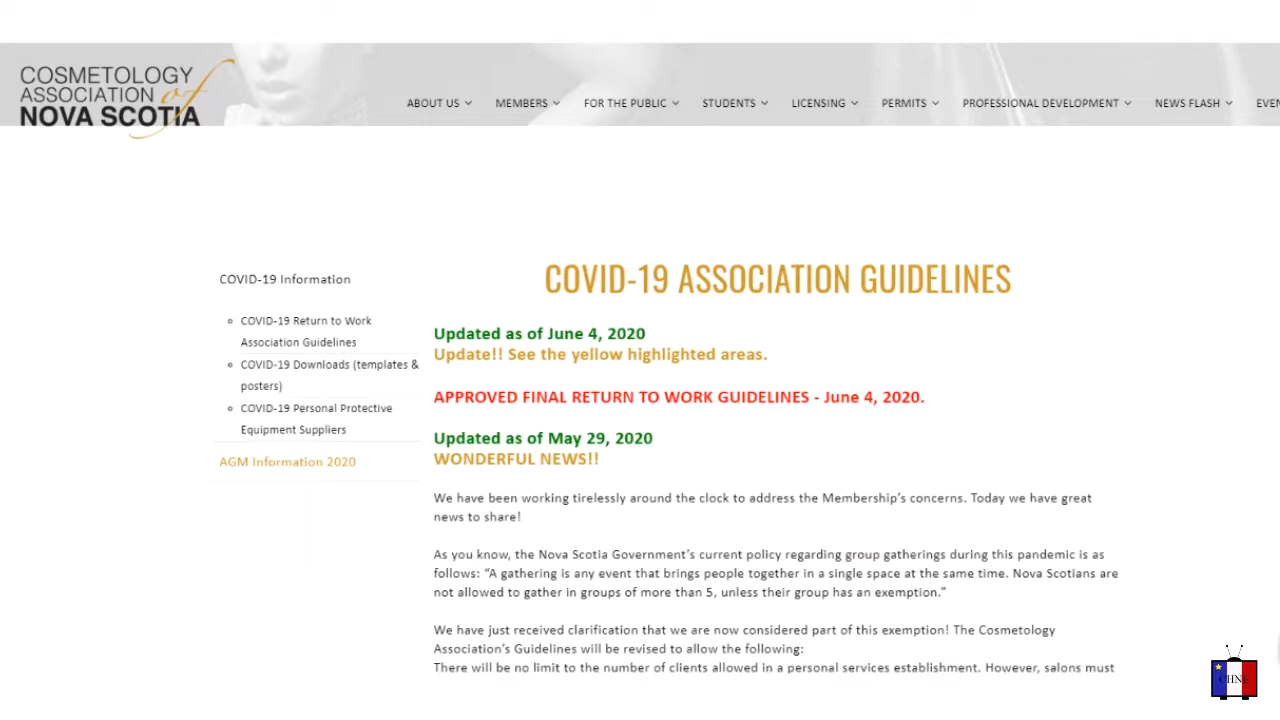 COSMETOLOGY
ASSOCIATION of
NOVA SCOTIA
ABOUT US MEMBERS FOR THE PUBLIC STUDENTS LICENSING PERMITS PROFESSIONAL DEVELOPMENT NEWS FLASH EVEN
COVID-19 Information
COVID-19 Return to Work
Association Guidelines
COVID-19 Downloads (templates &
posters)
COVID-19 Personal Protective
Equipment Suppliers
AGM Information 2020
COVID-19 ASSOCIATION GUIDELINES
Updated as of June 4, 2020
Update!! See the yellow highlighted areas.
APPROVED FINAL RETURN TO WORK GUIDELINES - June 4, 2020.
Updated as of May 29, 2020
WONDERFUL NEWS!!
We have been working tirelessly around the clock to address the Membership's concerns. Today we have great
news to share!
As you know, the Nova Scotia Government's current policy regarding group gatherings during this pandemic is as
follows: "A gathering is any event that brings people together in a single space at the same time. Nova Scotians are
not allowed to gather in groups of more than 5, unless their group has an exemption."
We have just received clarification that we are now considered part of this exemption! The Cosmetology
Association's Guidelines will be revised to allow the following:
There will be no limit to the number of clients allowed in a personal services establishment. However, salons must